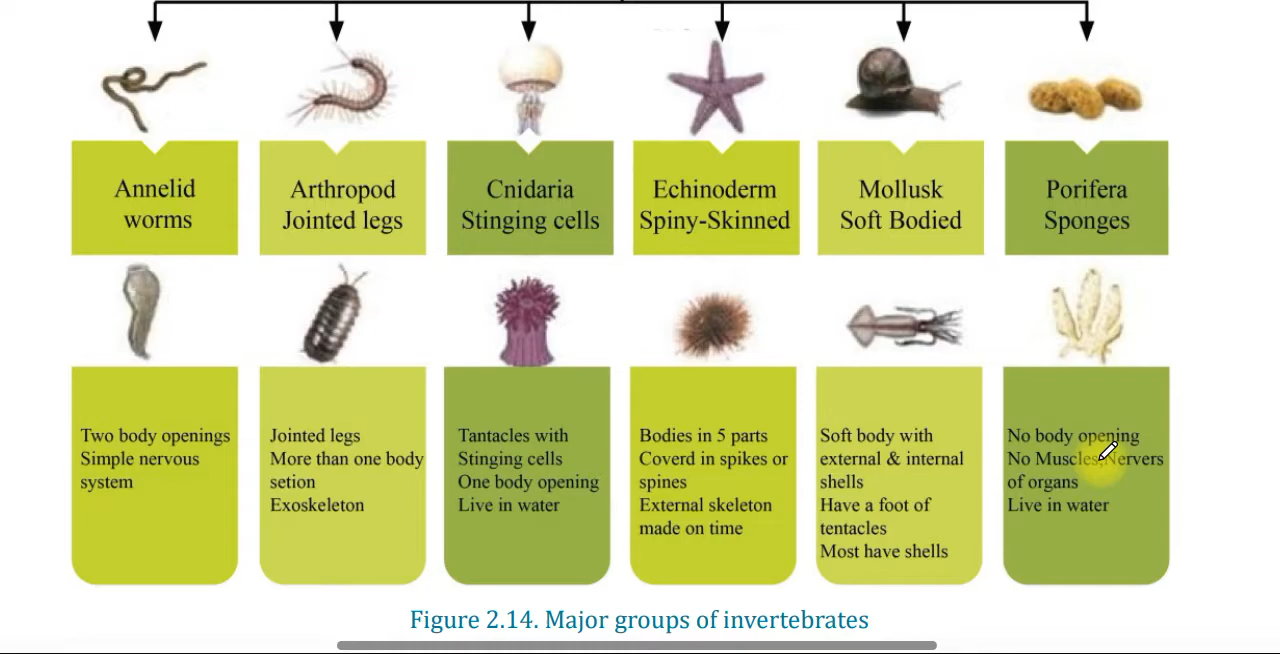 Annelid
worms
Arthropod
Jointed legs
Cnidaria
Stinging cells
Echinoderm
Spiny-Skinned
Mollusk
Soft Bodied
Porifera
Sponges
Two body openings
Simple nervous
system
Jointed legs
More than one body
setion
Exoskeleton
Tantacles with
Stinging cells
One body opening
Live in water
Bodies in 5 parts
Coverd in spikes or
spines
External skeleton
made on time
Soft body with
external & internal
shells
Have a foot of
tentacles
Most have shells
No body opening
No Muscles,Nervers
of organs
Live in water
Figure 2.14. Major groups of invertebrates